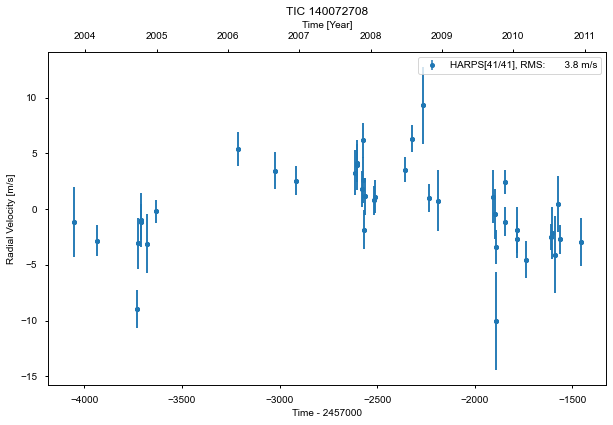 TIC 140072708
Time [Year]
2004 2005 2006 2007 2008 2009 2010 2011
HARPS[41/41], RMS: 3.8 m/s
10
5
0
−5
−10
−15
Radial Velocity [m/s]
−4000 −3500 −3000 −2500 −2000 −1500
Time - 2457000